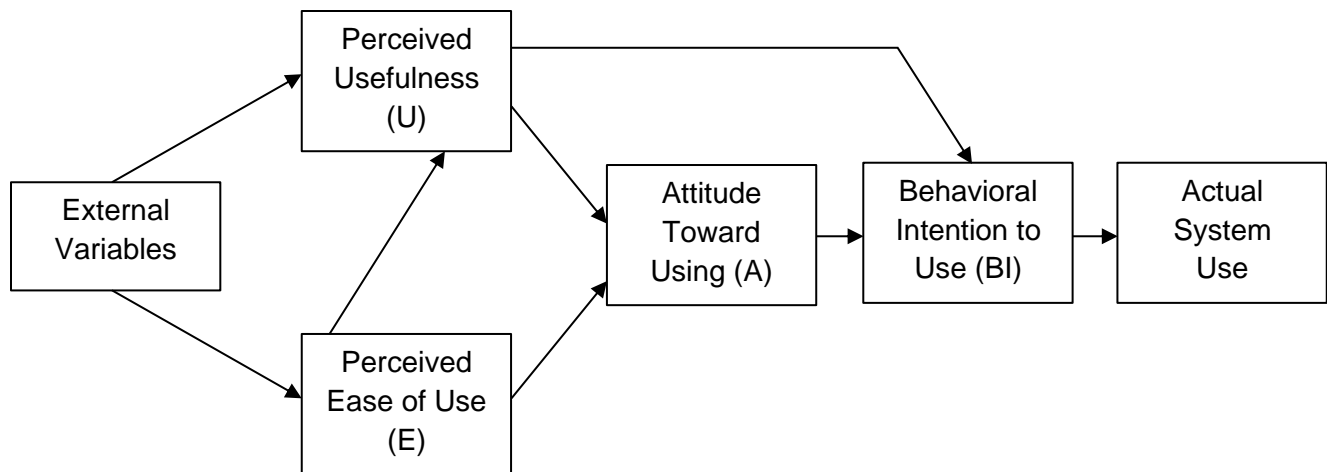 External
Variables
Perceived
Usefulness
(U)
Perceived
Ease of Use
(E)
Attitude
Toward
Using (A)
Behavioral
Intention to
Use (BI)
Actual
System
Use